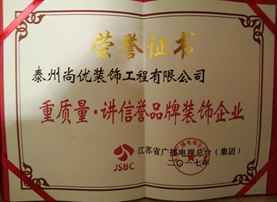 荣誉证书
泰州尚优装饰工程有限公司
重质量·讲信誉品牌装饰企业
JSBC
江苏省广播电视总台（集团）
二〇一七年